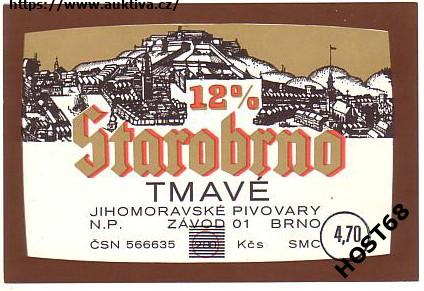 https://www.auktiva.cz/
12%
Starobrno
TMAVÉ
JIHOMORAVSKÉ PIVOVARY
N.P. ZÁVOD 01 BRNO
ČSN 566635 Kčs SMC 4,70
HOST68